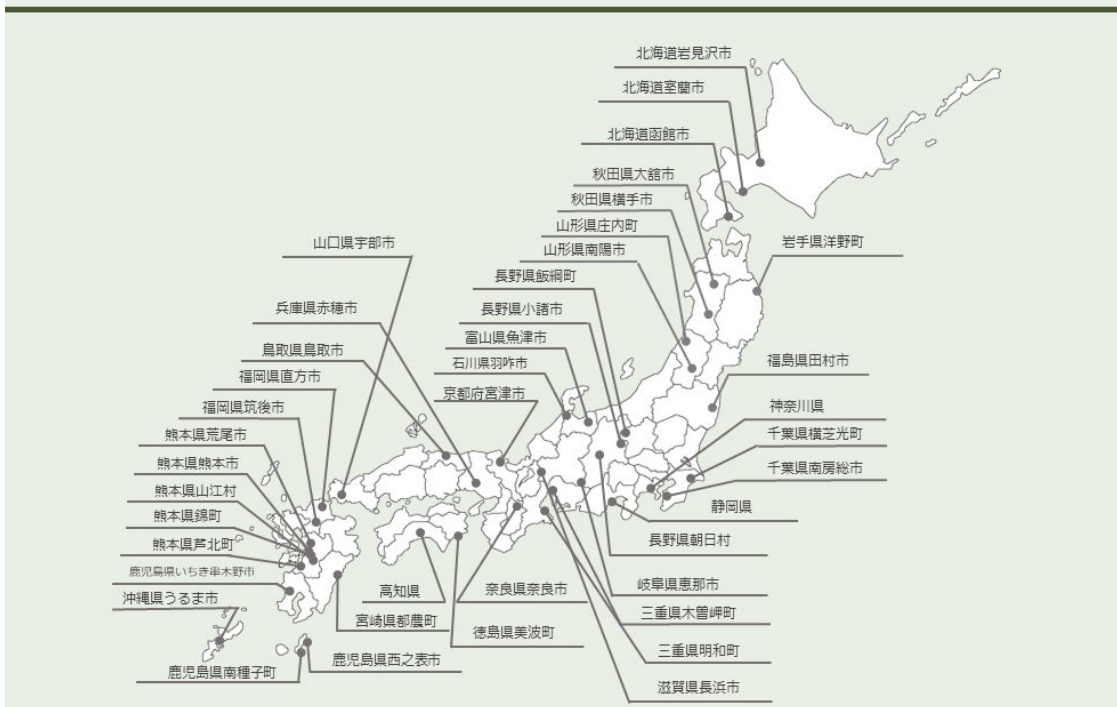 北海道岩見沢市
北海道室蘭市
北海道函館市
秋田県大舘市
秋田県横手市
山形県庄内町
山形県南陽市
岩手県洋野町
山口県宇部市
長野県飯綱町
兵庫県赤穂市
長野県小諸市
富山県魚津市
鳥取県鳥取市
石川県羽咋市
福島県田村市
福岡県直方市
京都府宮津市
福岡県筑後市
神奈川県
熊本県荒尾市
千葉県横芝光町
熊本県熊本市
千葉県南房総市
熊本県山江村
静岡県
熊本県錦町
長野県朝日村
熊本県芦北町
鹿児島県いちき串木野市
高知県
奈良県奈良市
岐阜県恵那市
沖縄県うるま市
宮崎県都農町
三重県木曽岬町
徳島県美波町
三重県明和町
鹿児島県南種子町
鹿児島県西之表市
滋賀県長浜市